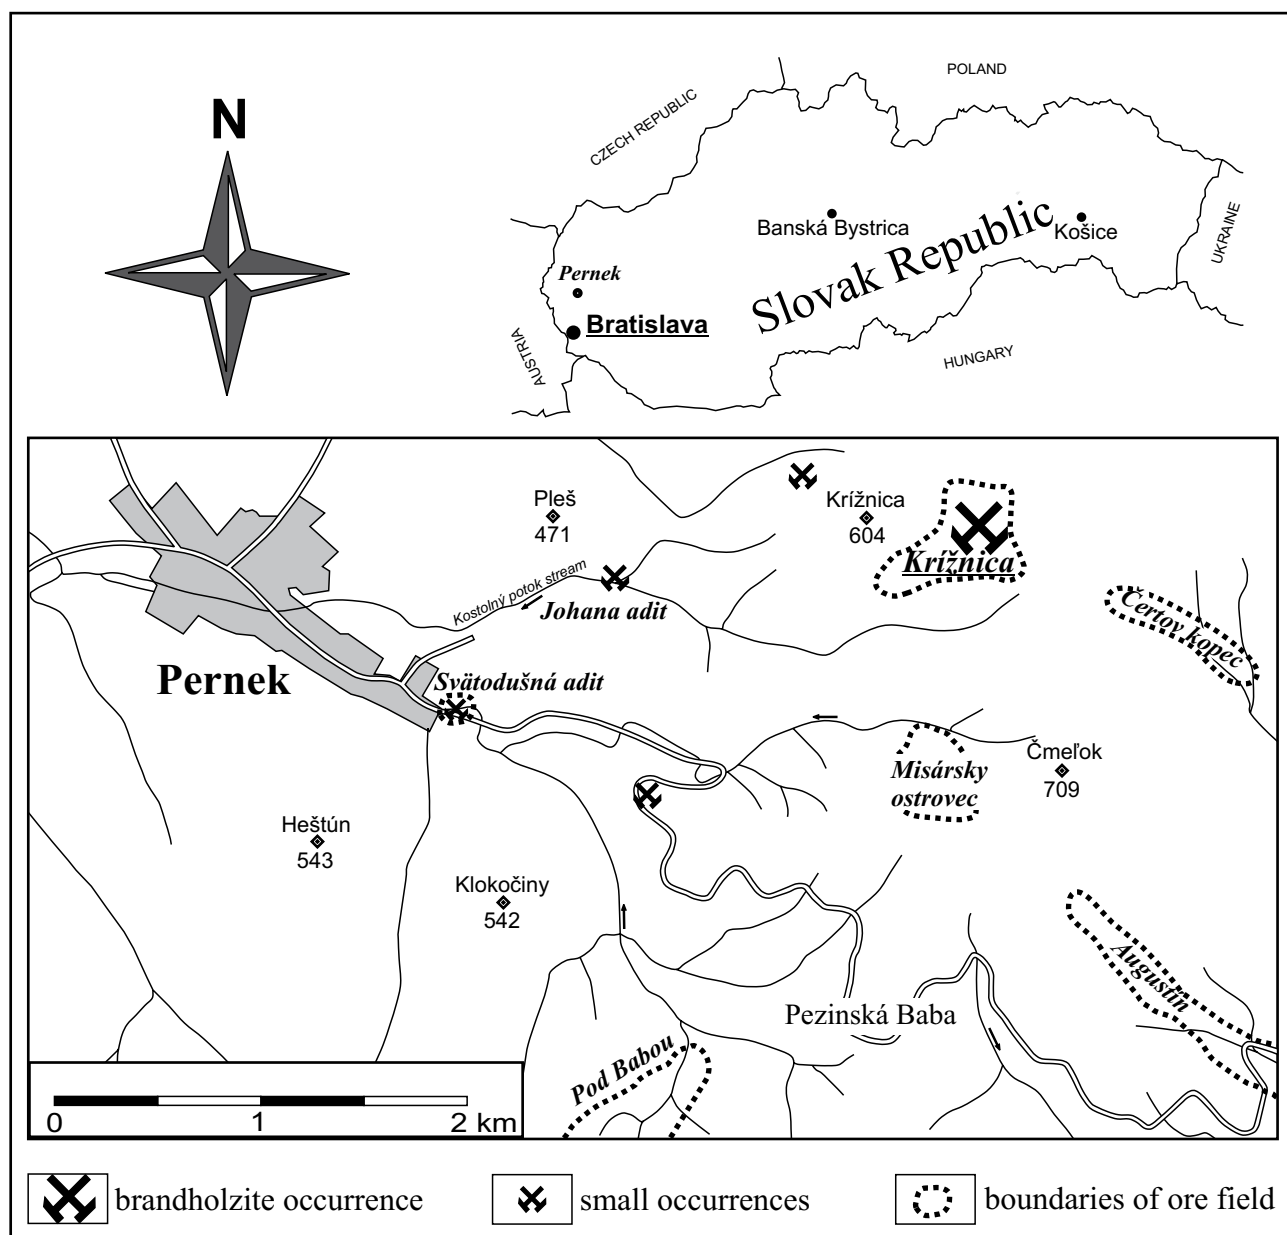 N
POLAND
CZECH REPUBLIC
UKRAINE
Banská Bystrica
Košice
Slovak Republic
Pernek
Bratislava
AUSTRIA
HUNGARY
Pleš
471
Krížnica
604
Krížnica
Kostolný potok stream
Johana adit
Čertov kopec
Pernek
Svätodušná adit
Misársky
ostrovec
Čmeľok
709
Heštún
543
Klokočiny
542
Augustín
Pezinská Baba
Pod Babou
0
1
2 km
brandholzite occurrence
small occurrences
boundaries of ore field